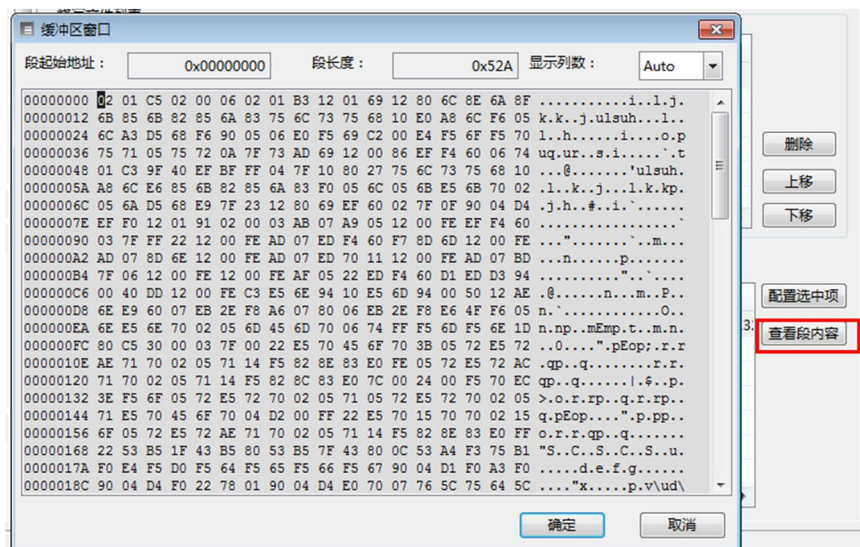 缓冲区窗口
段起始地址： 0x00000000 段长度： 0x52A 显示列数： Auto
00000000 02 01 C5 02 00 06 02 01 B3 12 01 69 12 80 6C 8E 6A 8F ...........i..l.j.
00000012 6B 85 6B 82 85 6A 83 75 6C 73 75 68 10 E0 A8 6C F6 05 k.k..j.ulsuh...l..
00000024 6C A3 D5 68 F6 90 05 06 E0 F5 69 C2 00 E4 F5 6F F5 70 l..h......i....o.p
00000036 75 71 05 75 72 0A 7F 73 AD 69 12 00 86 EF F4 60 06 74 uq.ur..s.i.....`.t
00000048 01 C3 9F 40 EF BF FF 04 7F 10 80 27 75 6C 73 75 68 10 ...@.......'ulsuh.
0000005A A8 6C E6 85 6B 82 85 6A 83 F0 05 6C 05 6B E5 6B 70 02 .l..k..j...l.k.kp.
0000006C 05 6A D5 68 E9 7F 23 12 80 69 EF 60 02 7F 0F 90 04 D4 .j.h..#..i.`......
0000007E EF F0 12 01 91 02 00 03 AB 07 A9 05 12 00 FE EF F4 60 .................`
00000090 03 7F FF 22 12 00 FE AD 07 ED F4 60 F7 8D 6D 12 00 FE ...".......`..m...
000000A2 AD 07 8D 6E 12 00 FE AD 07 ED 70 11 12 00 FE AD 07 BD ...n......p.......
000000B4 7F 06 12 00 FE 12 00 FE AF 05 22 ED F4 60 D1 ED D3 94 .........."..`....
000000C6 00 40 DD 12 00 FE C3 E5 6E 94 10 E5 6D 94 00 50 12 AE .@......n...m..P..
000000D8 6E E9 60 07 EB 2E F8 A6 07 80 06 EB 2E F8 E6 4F F6 05 n.`............O..
000000EA 6E E5 6E 70 02 05 6D 45 6D 70 06 74 FF F5 6D F5 6E 1D n.np..mEmp.t..m.n.
000000FC 80 C5 30 00 03 7F 00 22 E5 70 45 6F 70 3B 05 72 E5 72 ..0....".pEop;.r.r
0000010E AE 71 70 02 05 71 14 F5 82 8E 83 E0 FE 05 72 E5 72 AC .qp..q........r.r.
00000120 71 70 02 05 71 14 F5 82 8C 83 E0 7C 00 24 00 F5 70 EC qp..q......|.$..p.
00000132 3E F5 6F 05 72 E5 72 70 02 05 71 05 72 E5 72 70 02 05 >.o.r.rp..q.r.rp..
00000144 71 E5 70 45 6F 70 04 D2 00 FF 22 E5 70 15 70 70 02 15 q.pEop....".p.pp..
00000156 6F 05 72 E5 72 AE 71 70 02 05 71 14 F5 82 8E 83 E0 FF o.r.r.qp..q.......
00000168 22 53 B5 1F 43 B5 80 53 B5 7F 43 80 0C 53 A4 F3 75 B1 "S..C..S..C..S..u.
0000017A F0 E4 F5 D0 F5 64 F5 65 F5 66 F5 67 90 04 D1 F0 A3 F0 .....d.e.f.g......
0000018C 90 04 D4 F0 22 78 01 90 04 D4 E0 70 07 76 5C 75 64 5C ...."x.....p.v\ud\
确定 取消
删除
上移
下移
配置选中项
查看段内容